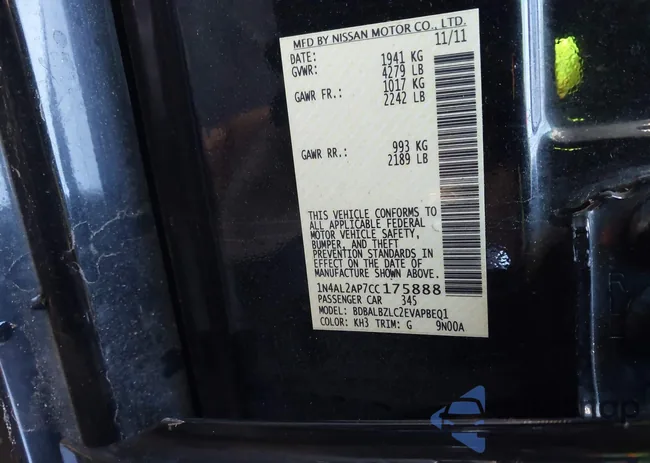 MFD BY NISSAN MOTOR CO., LTD.
DATE: 11/11
GVWR: 1941 KG
4279 LB
GAWR FR.: 1017 KG
2242 LB
GAWR RR.: 993 KG
2189 LB
THIS VEHICLE CONFORMS TO
ALL APPLICABLE FEDERAL
MOTOR VEHICLE SAFETY,
BUMPER, AND THEFT
PREVENTION STANDARDS IN
EFFECT ON THE DATE OF
MANUFACTURE SHOWN ABOVE.
1N4AL2AP7CC175888
PASSENGER CAR 345
MODEL: BDBALBZLC2EVAPBEQ1
COLOR: KH3 TRIM: G 9N00A